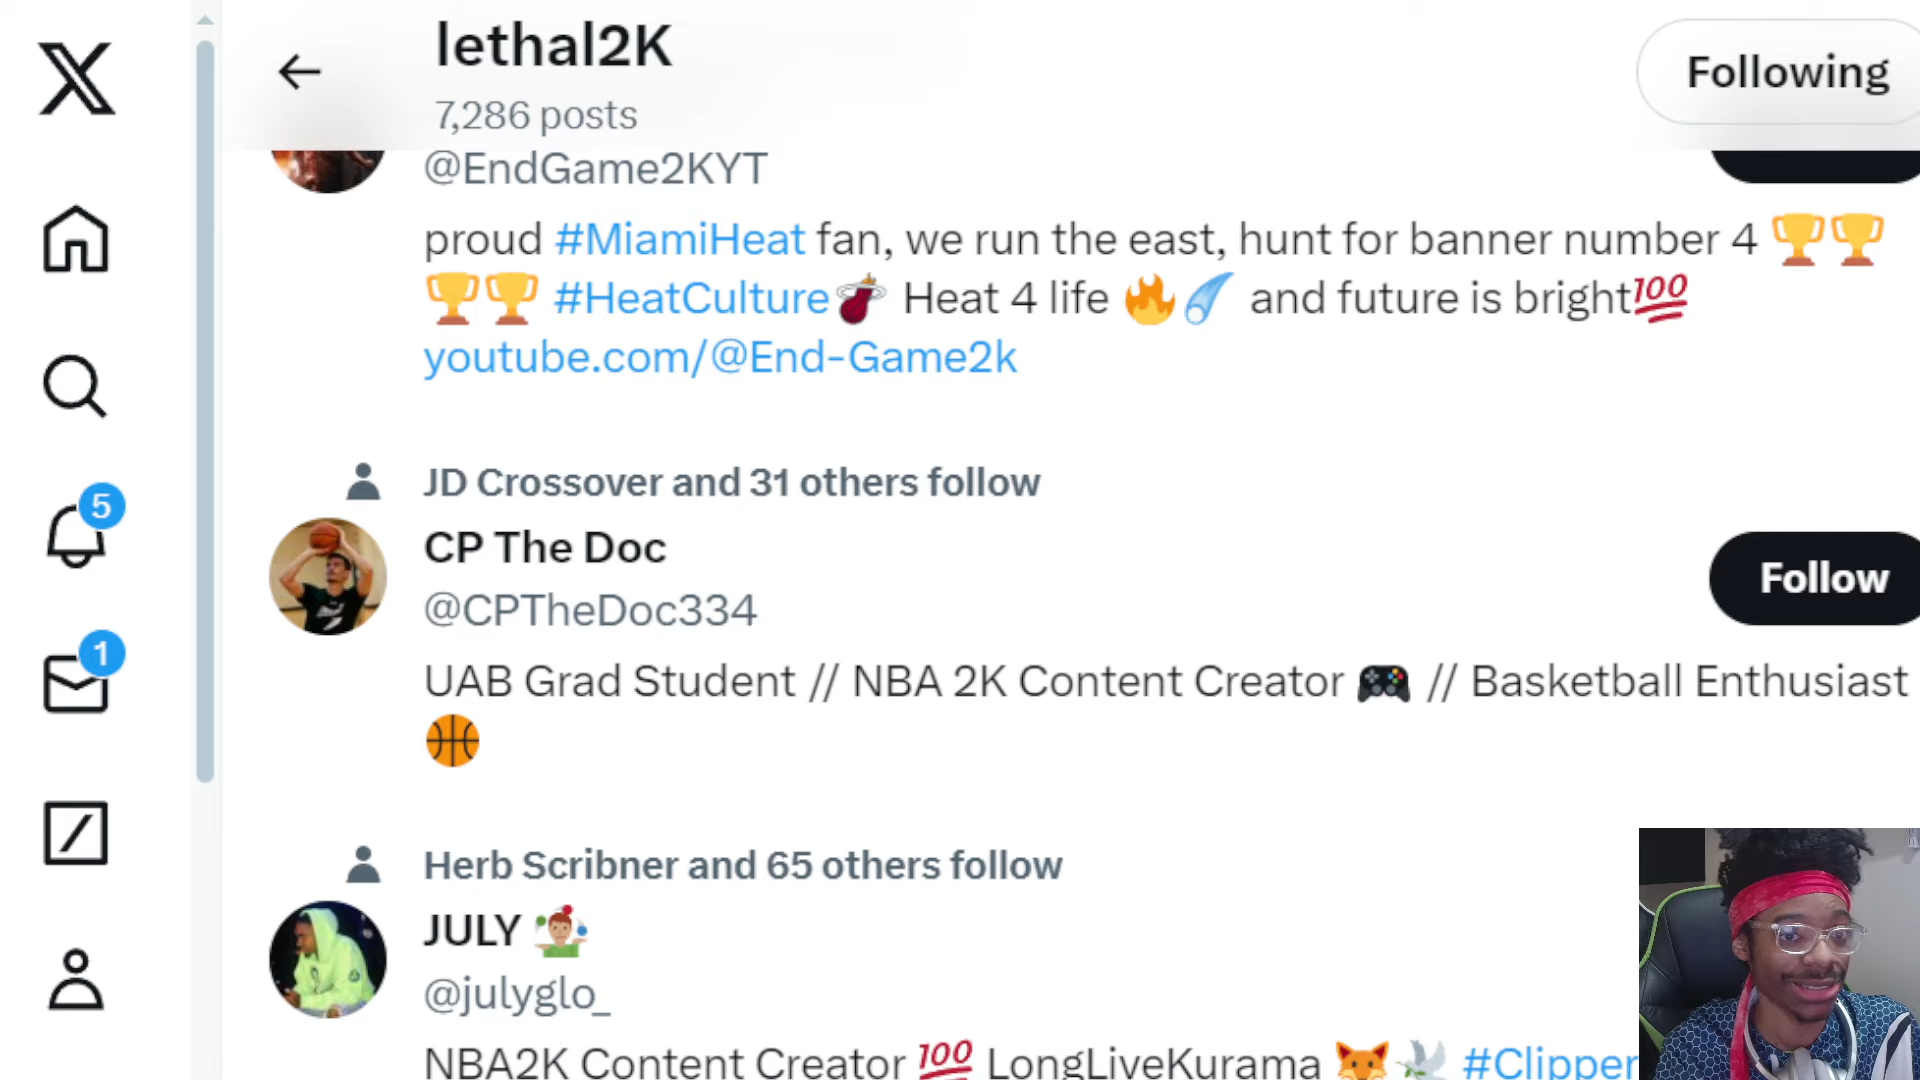 lethal2K
7,286 posts
Following
@EndGame2KYT
proud #MiamiHeat fan, we run the east, hunt for banner number 4 🏆🏆
🏆🏆 #HeatCulture Heat 4 life 🔥☄️ and future is bright💯
youtube.com/@End-Game2k
JD Crossover and 31 others follow
CP The Doc
@CPTheDoc334
Follow
UAB Grad Student // NBA 2K Content Creator 🎮 // Basketball Enthusiast
🏀
Herb Scribner and 65 others follow
JULY 🤹🏼‍♂️
@julyglo_
NBA2K Content Creator 💯 LongLiveKurama 🦊🕊️ #Clipper
5
1